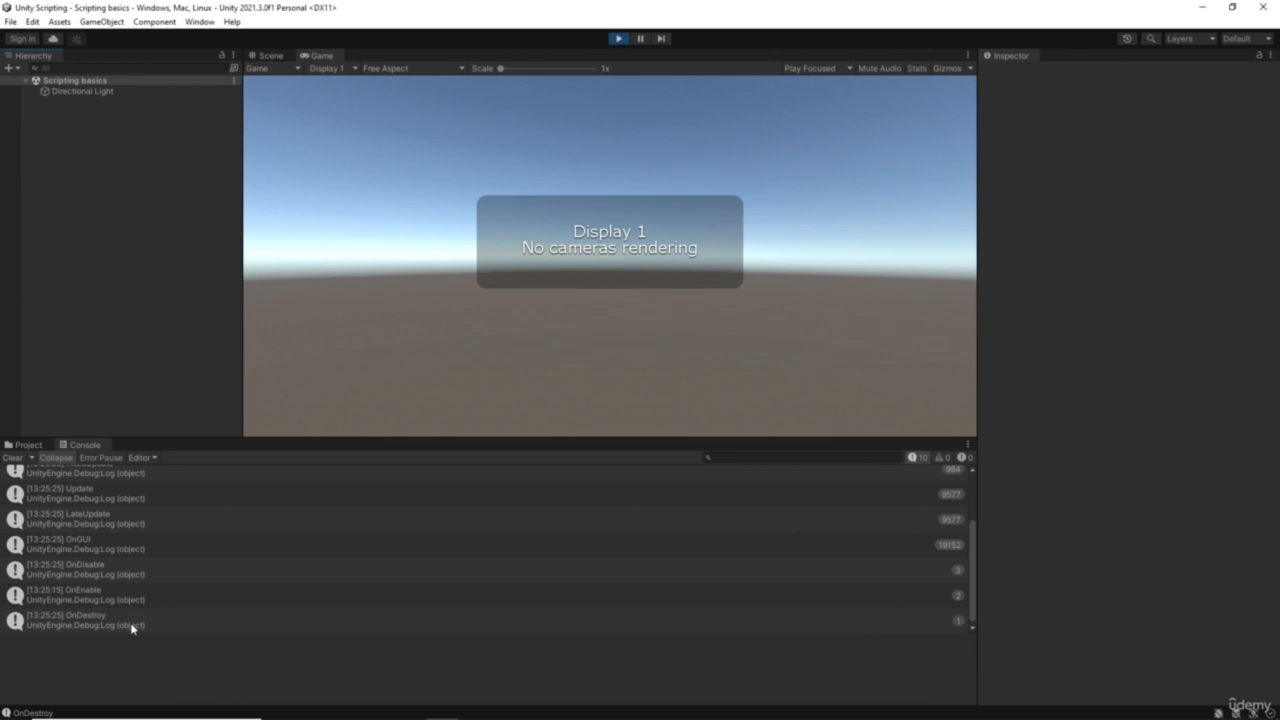 Unity Scripting - Scripting basics - Windows, Mac, Linux - Unity 2021.3.0f1 Personal <DX11>
File Edit Assets GameObject Component Window Help
Sign in
Layers
Default
Hierarchy
Scene
Game
Inspector
All
Game
Display 1
Free Aspect
Scale
1x
Play Focused
Mute Audio
Stats
Gizmos
Scripting basics
Directional Light
Display 1
No cameras rendering
Project
Console
Clear
Collapse
Error Pause
Editor
10
0
0
UnityEngine.Debug:Log (object)
984
[13:25:25] Update
UnityEngine.Debug:Log (object)
9577
[13:25:25] LateUpdate
UnityEngine.Debug:Log (object)
9577
[13:25:25] OnGUI
UnityEngine.Debug:Log (object)
19152
[13:25:25] OnDisable
UnityEngine.Debug:Log (object)
3
[13:25:15] OnEnable
UnityEngine.Debug:Log (object)
2
[13:25:25] OnDestroy
UnityEngine.Debug:Log (object)
1
OnDestroy
udemy